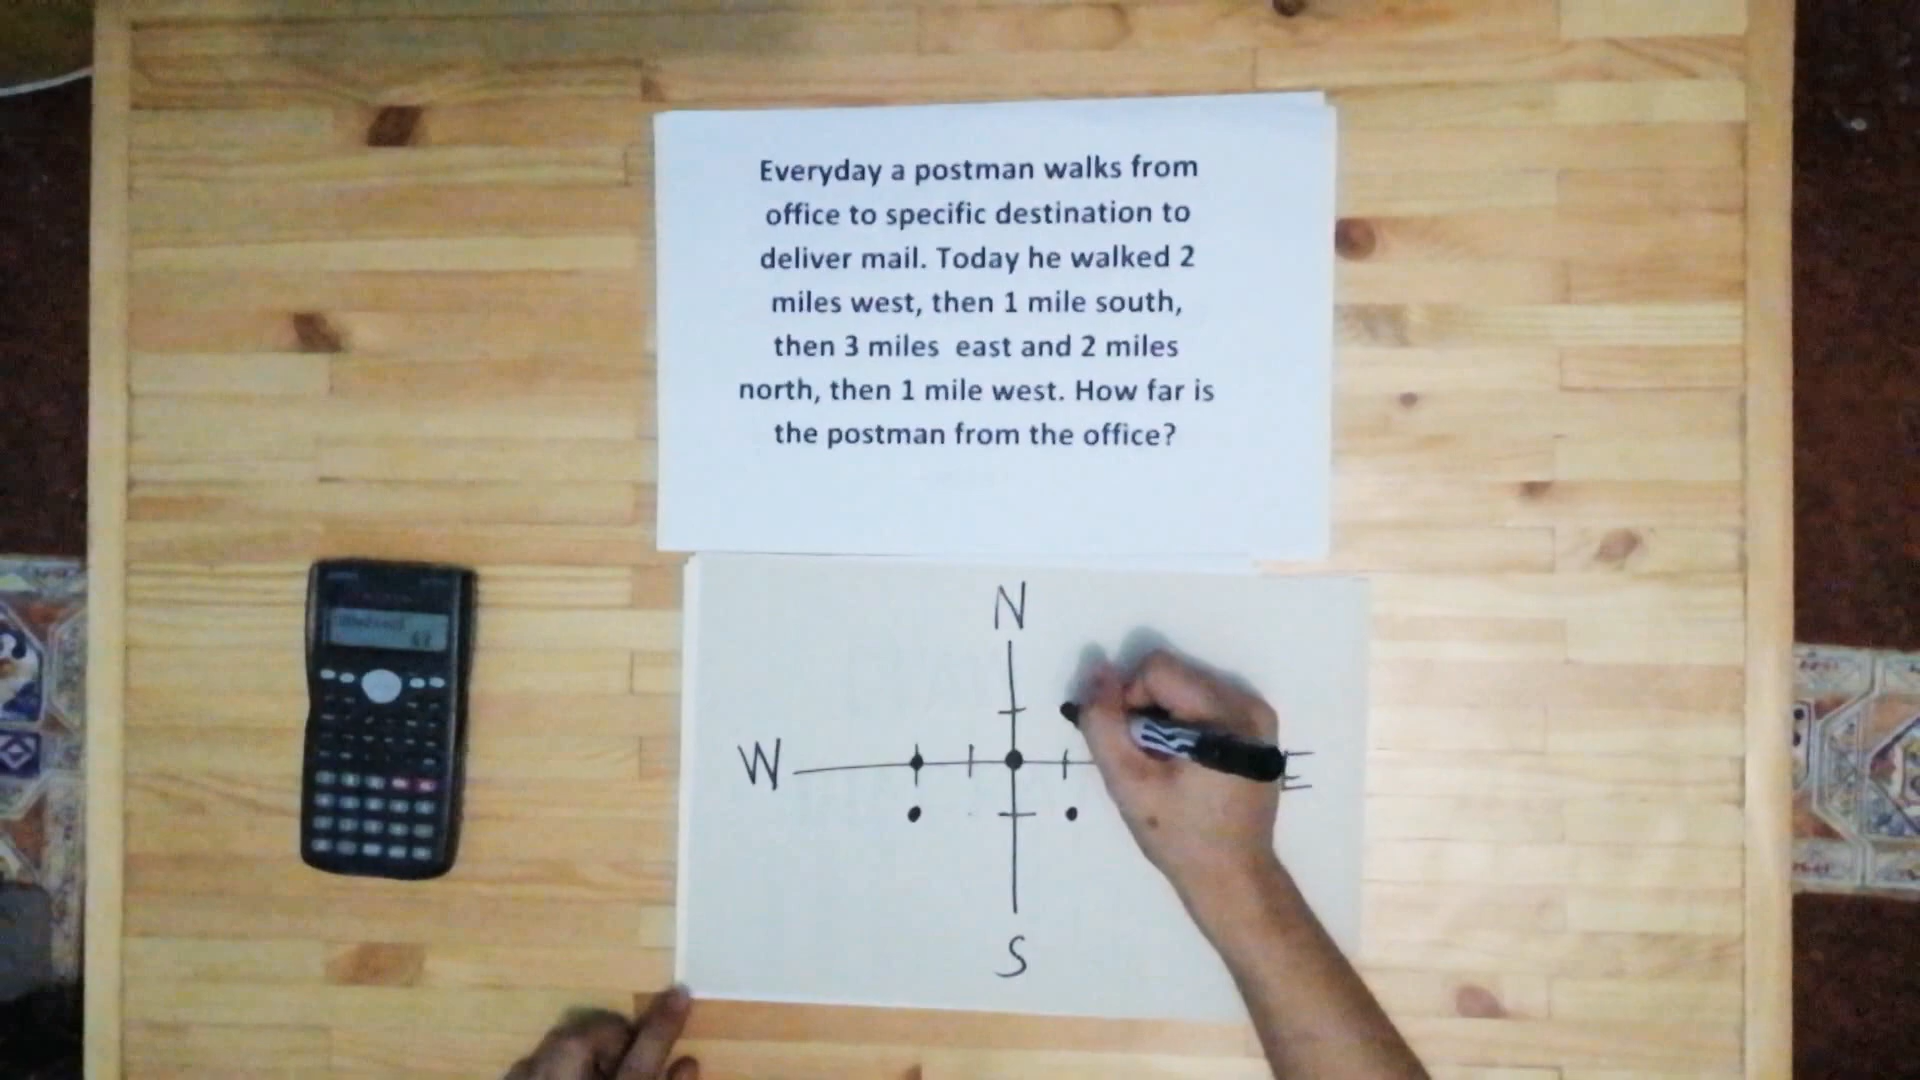 Everyday a postman walks from
office to specific destination to
deliver mail. Today he walked 2
miles west, then 1 mile south,
then 3 miles east and 2 miles
north, then 1 mile west. How far is
the postman from the office?
N
W
E
S